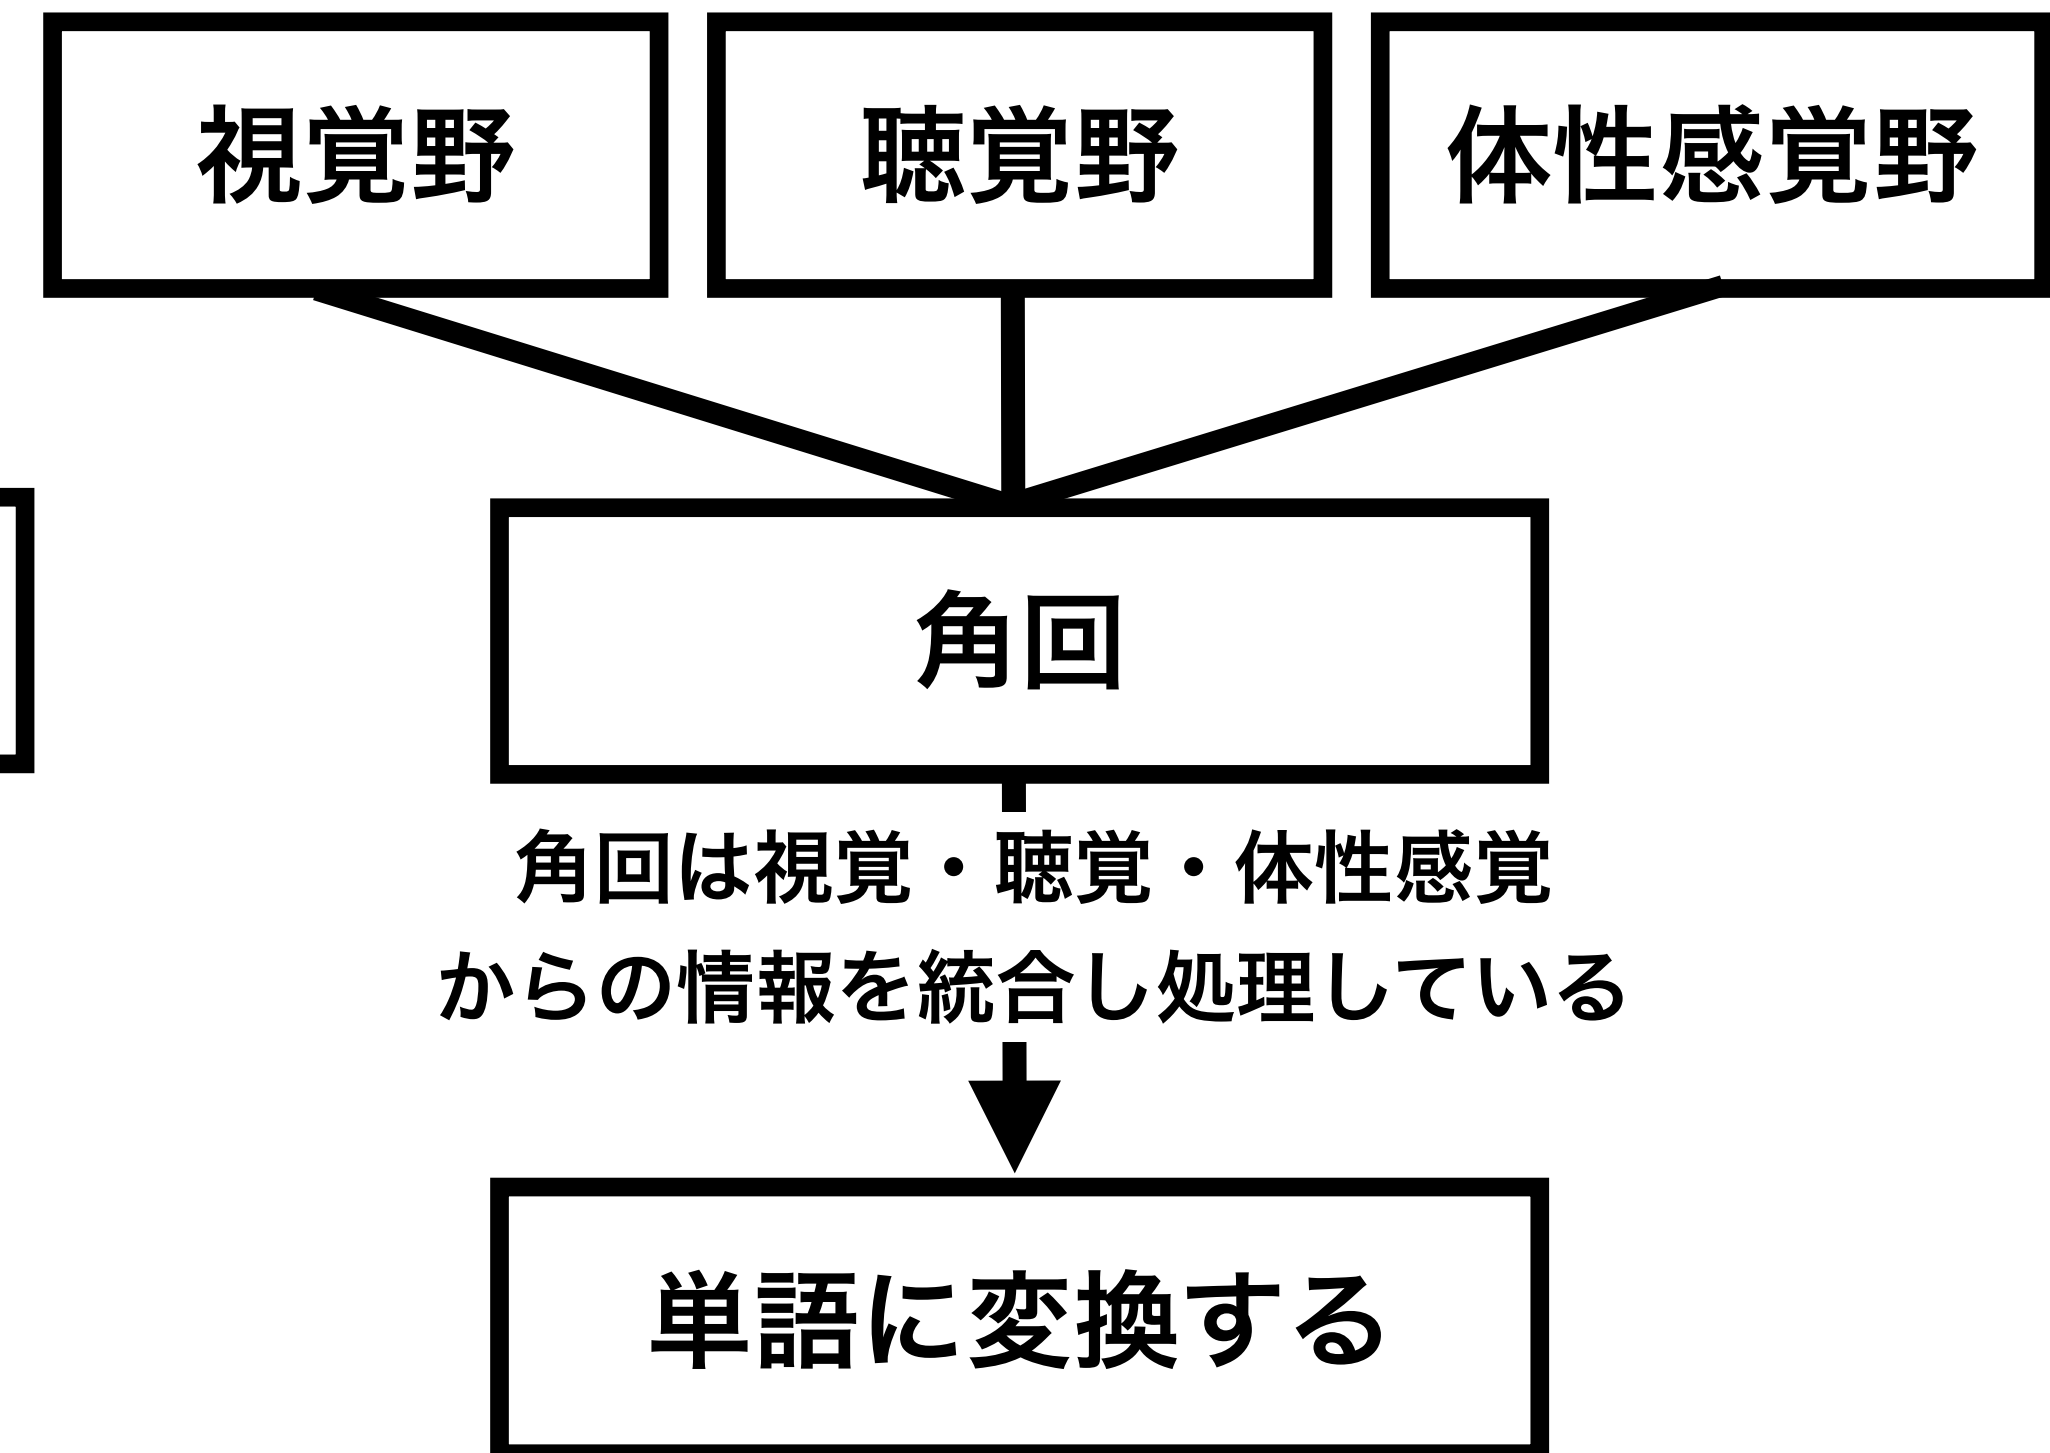 視覚野
聴覚野
体性感覚野
角回
角回は視覚・聴覚・体性感覚
からの情報を統合し処理している
単語に変換する